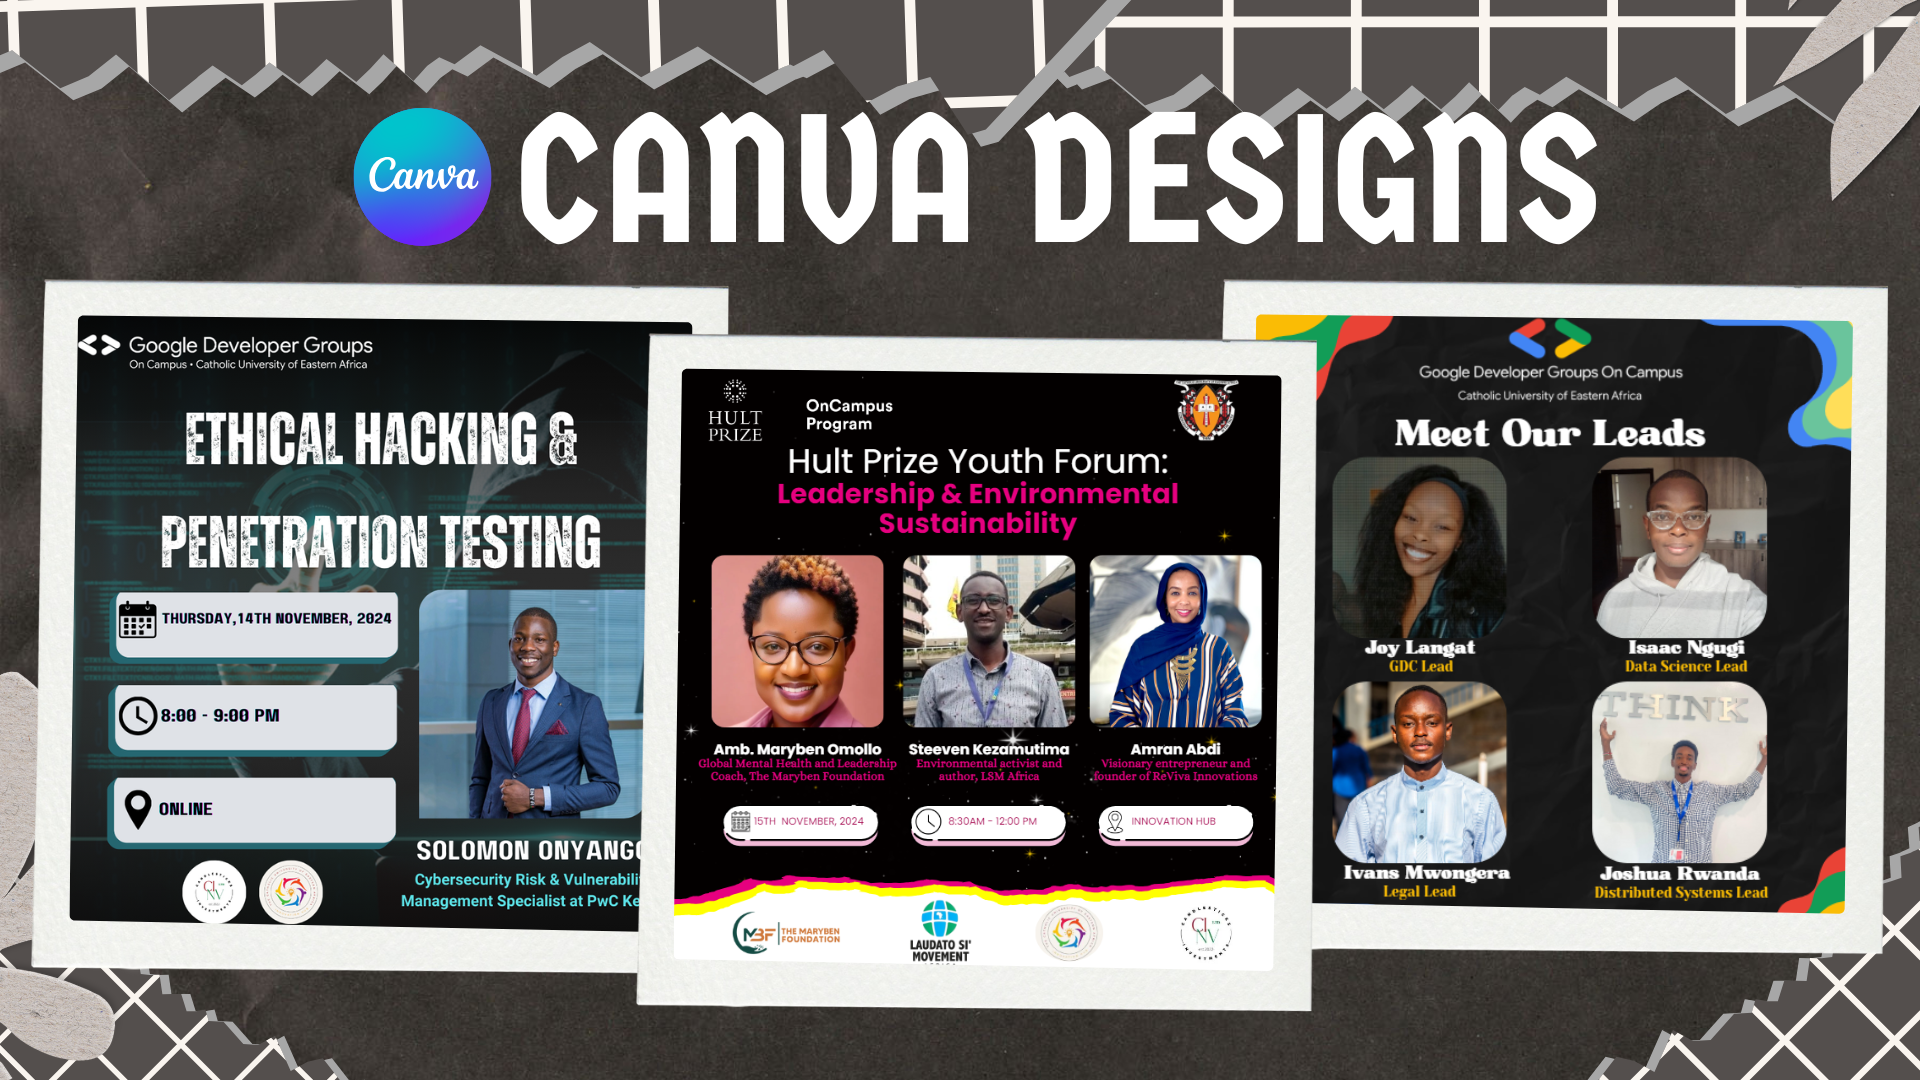 Canva
CANVA DESIGNS
Google Developer Groups
On Campus • Catholic University of Eastern Africa
ETHICAL HACKING &
PENETRATION TESTING
THURSDAY,14TH NOVEMBER, 2024
8:00 - 9:00 PM
ONLINE
SOLOMON ONYANGO
Cybersecurity Risk &
Management Specialist at PwC
HULT
PRIZE
OnCampus
Program
Hult Prize Youth Forum:
Leadership & Environmental
Sustainability
Amb. Maryben Omollo
Global Mental Health and Leadership
Coach, The Maryben Foundation
Steeven Kezamutima
Environmental activist and
author, LSM Africa
Amran Abdi
Visionary entrepreneur and
founder of RèViva Innovations
15TH NOVEMBER, 2024
8:30AM - 12:00 PM
INNOVATION HUB
MBF
THE MARYBEN
FOUNDATION
LAUDATO SI'
MOVEMENT
CANDLESTICKS
INVESTMENTS
Google Developer Groups On Campus
Catholic University of Eastern Africa
Meet Our Leads
Joy Langat
GDC Lead
Isaac Ngugi
Data Science Lead
THINK
Ivans Mwongera
Legal Lead
Joshua Rwanda
Distributed Systems Lead